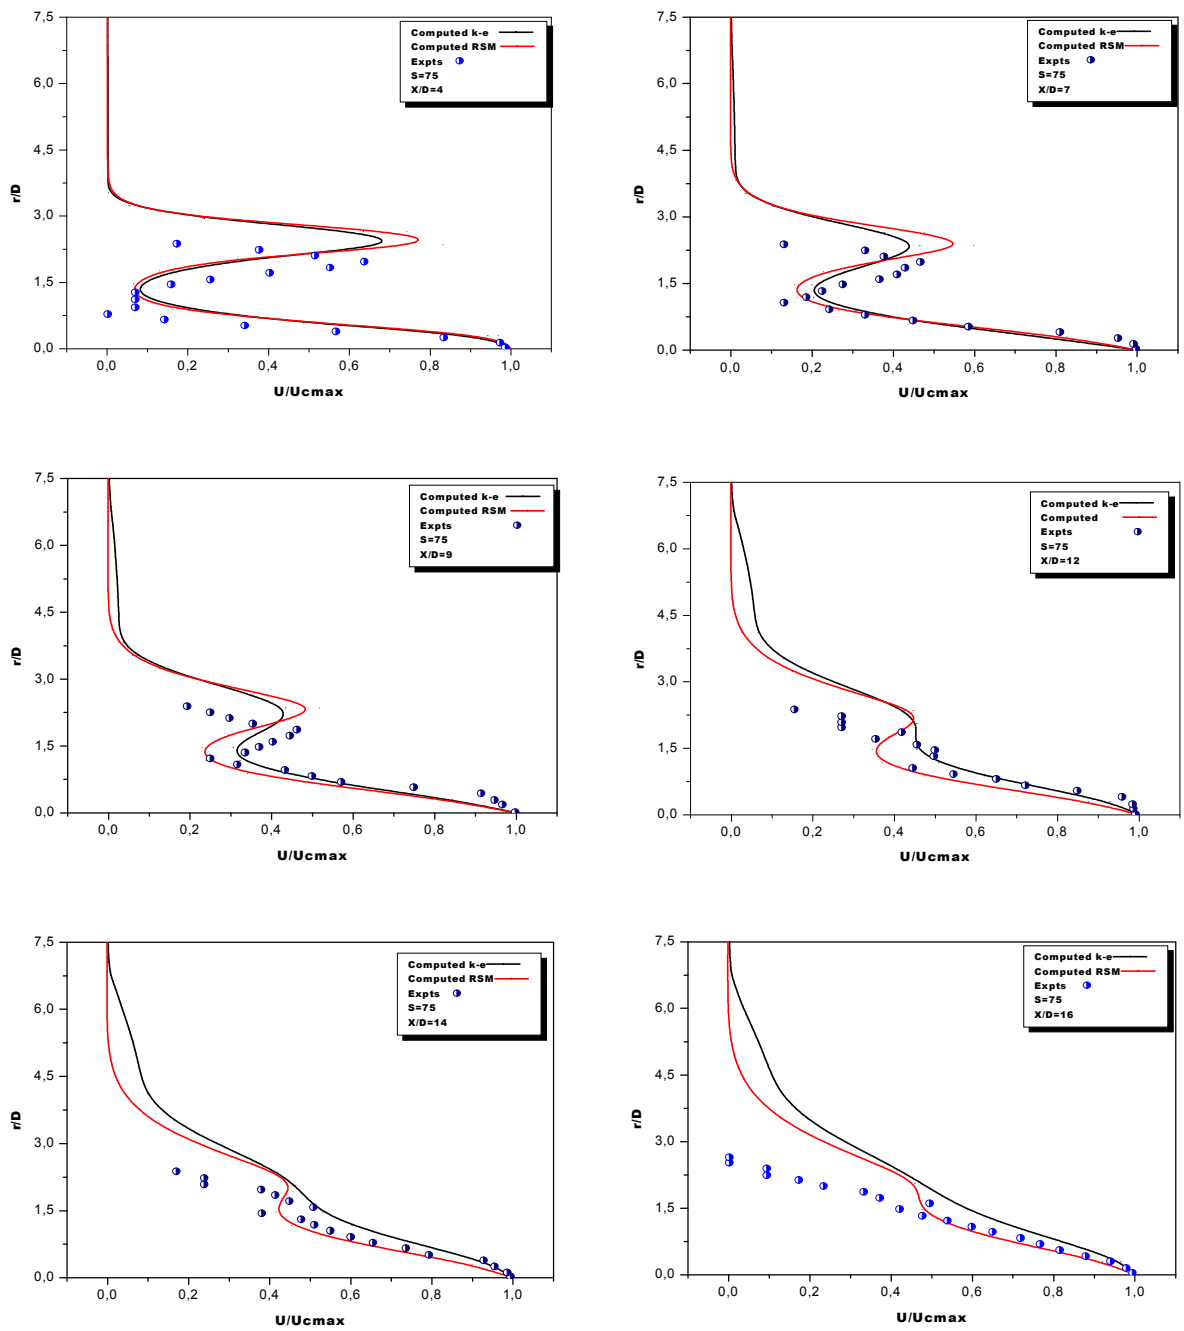 7,5
6,0
4,5
3,0
1,5
0,0
r/D
0,0 0,2 0,4 0,6 0,8 1,0
U/Ucmax
Computed k-e
Computed RSM
Expts
S=75
X/D=4
7,5
6,0
4,5
3,0
1,5
0,0
r/D
0,0 0,2 0,4 0,6 0,8 1,0
U/Ucmax
Computed k-e
Computed RSM
Expts
S=75
X/D=7
7,5
6,0
4,5
3,0
1,5
0,0
r/D
0,0 0,2 0,4 0,6 0,8 1,0
U/Ucmax
Computed k-e
Computed RSM
Expts
S=75
X/D=9
7,5
6,0
4,5
3,0
1,5
0,0
r/D
0,0 0,2 0,4 0,6 0,8 1,0
U/Ucmax
Computed k-e
Computed
Expts
S=75
X/D=12
7,5
6,0
4,5
3,0
1,5
0,0
r/D
0,0 0,2 0,4 0,6 0,8 1,0
U/Ucmax
Computed k-e
Computed RSM
Expts
S=75
X/D=14
7,5
6,0
4,5
3,0
1,5
0,0
r/D
0,0 0,2 0,4 0,6 0,8 1,0
U/Ucmax
Computed k-e
Computed RSM
Expts
S=75
X/D=16